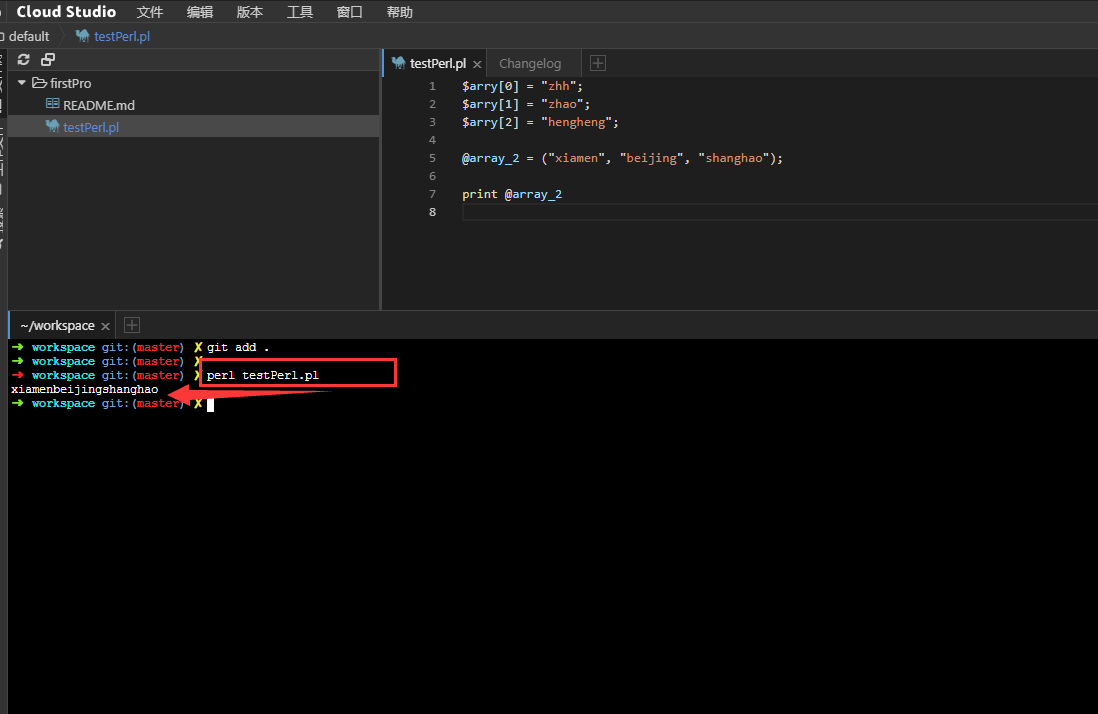 Cloud Studio 文件 编辑 版本 工具 窗口 帮助
default testPerl.pl
firstPro
README.md
testPerl.pl
testPerl.pl Changelog
1 $arry[0] = "zhh";
2 $arry[1] = "zhao";
3 $arry[2] = "hengheng";
4
5 @array_2 = ("xiamen", "beijing", "shanghao");
6
7 print @array_2
8
~/workspace
➜ workspace git:(master) ✗ git add .
➜ workspace git:(master) ✗
➜ workspace git:(master) ✗ perl testPerl.pl
xiamenbeijingshanghao
➜ workspace git:(master) ✗